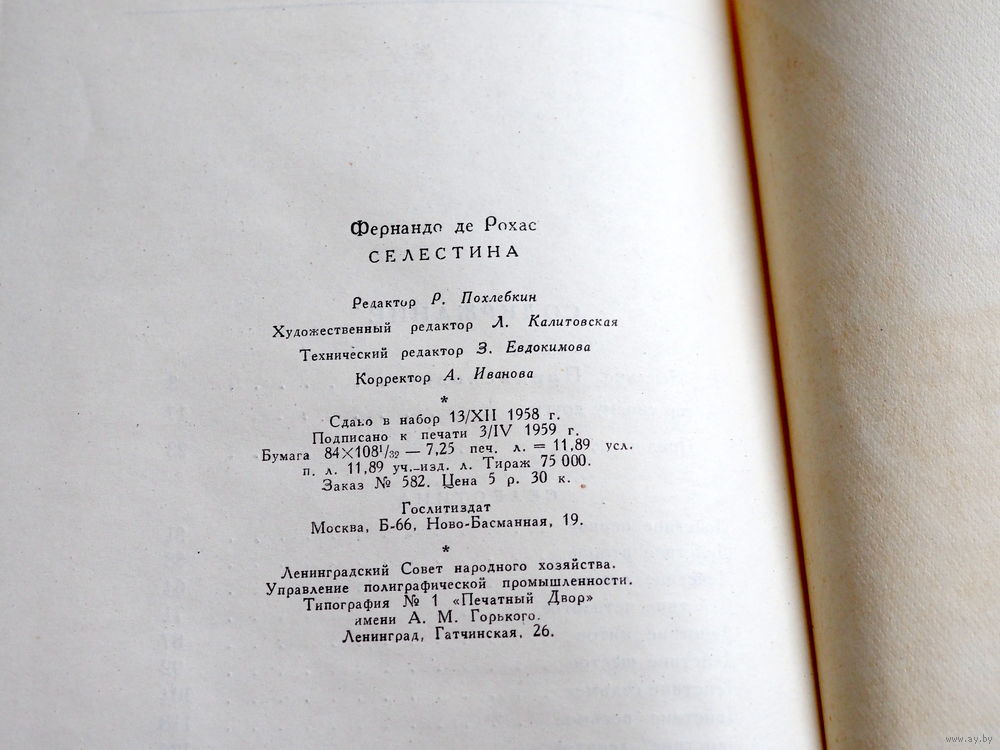 Фернандо де Рохас
СЕЛЕСТИНА
Редактор Р. Похлебкин
Художественный редактор Л. Калитовская
Технический редактор З. Евдокимова
Корректор А. Иванова
*
Сдано в набор 13/XII 1958 г.
Подписано к печати 3/IV 1959 г.
Бумага 84×108¹/₃₂ — 7,25 печ. л. = 11,89 усл.
п. л. 11,89 уч.-изд. л. Тираж 75 000.
Заказ № 582. Цена 5 р. 30 к.
Гослитиздат
Москва, Б-66, Ново-Басманная, 19.
*
Ленинградский Совет народного хозяйства.
Управление полиграфической промышленности.
Типография № 1 «Печатный Двор»
имени А. М. Горького.
Ленинград, Гатчинская, 26.
www.ay.by